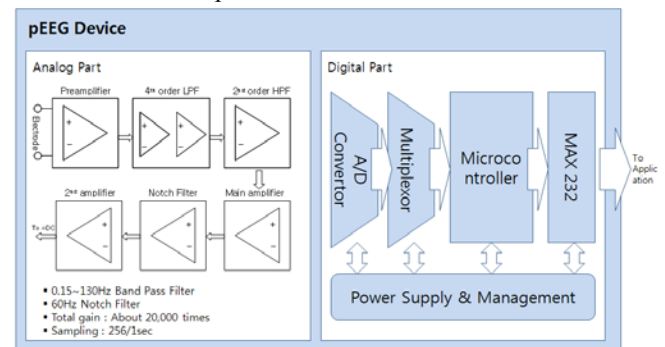 pEEG Device
Analog Part
Preamplifier
4th order LPF
2nd order HPF
Electrode
2nd amplifier
Notch Filter
Main amplifier
▪ 0.15~130Hz Band Pass Filter
▪ 60Hz Notch Filter
▪ Total gain : About 20,000 times
▪ Sampling : 256/1sec
Digital Part
A/D
Convertor
Multiplexor
Microco
ntroller
MAX 232
To
Applic
ation
Power Supply & Management